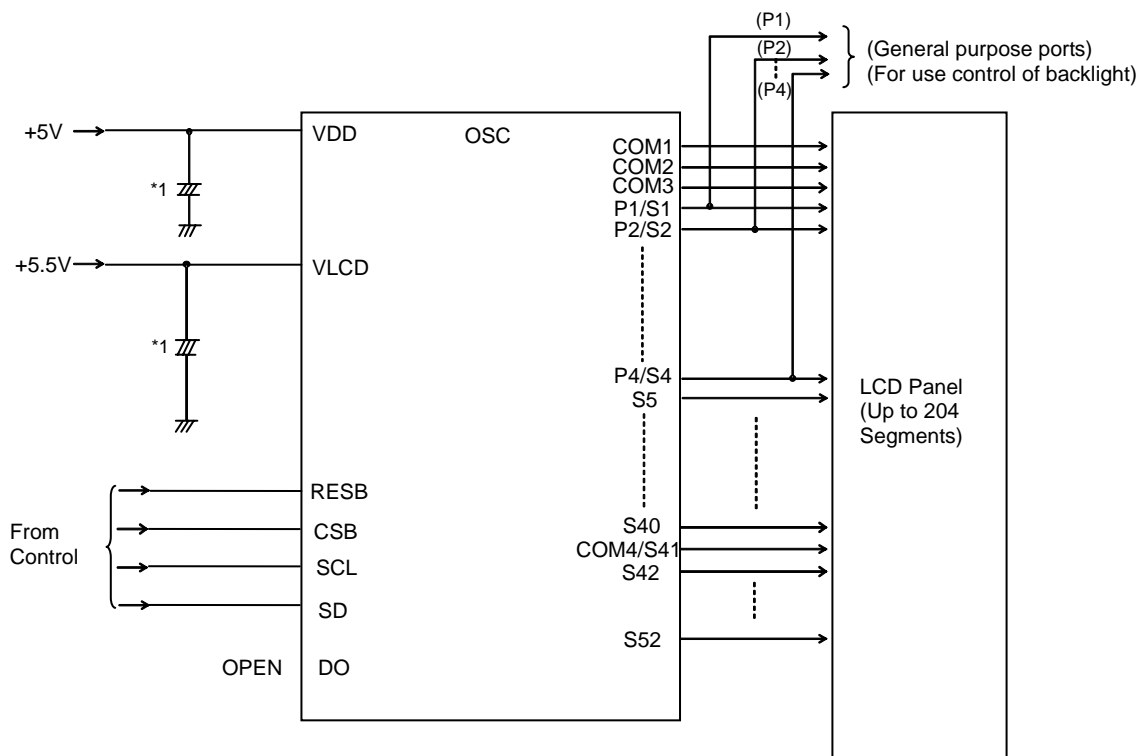 (P1)
(P2)
(P4)
(General purpose ports)
(For use control of backlight)
+5V
VDD
OSC
COM1
COM2
COM3
P1/S1
P2/S2
*1
+5.5V
VLCD
*1
P4/S4
S5
LCD Panel
(Up to 204
Segments)
From
Control
RESB
CSB
SCL
SD
S40
COM4/S41
S42
S52
OPEN
DO